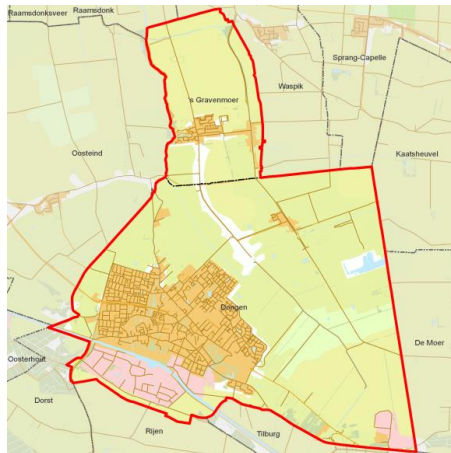 Raamsdonksveer
Raamsdonk
Sprang-Capelle
Waspik
's Gravenmoer
Oosteind
Kaatsheuvel
Dongen
De Moer
Oosterhout
Dorst
Rijen
Tilburg